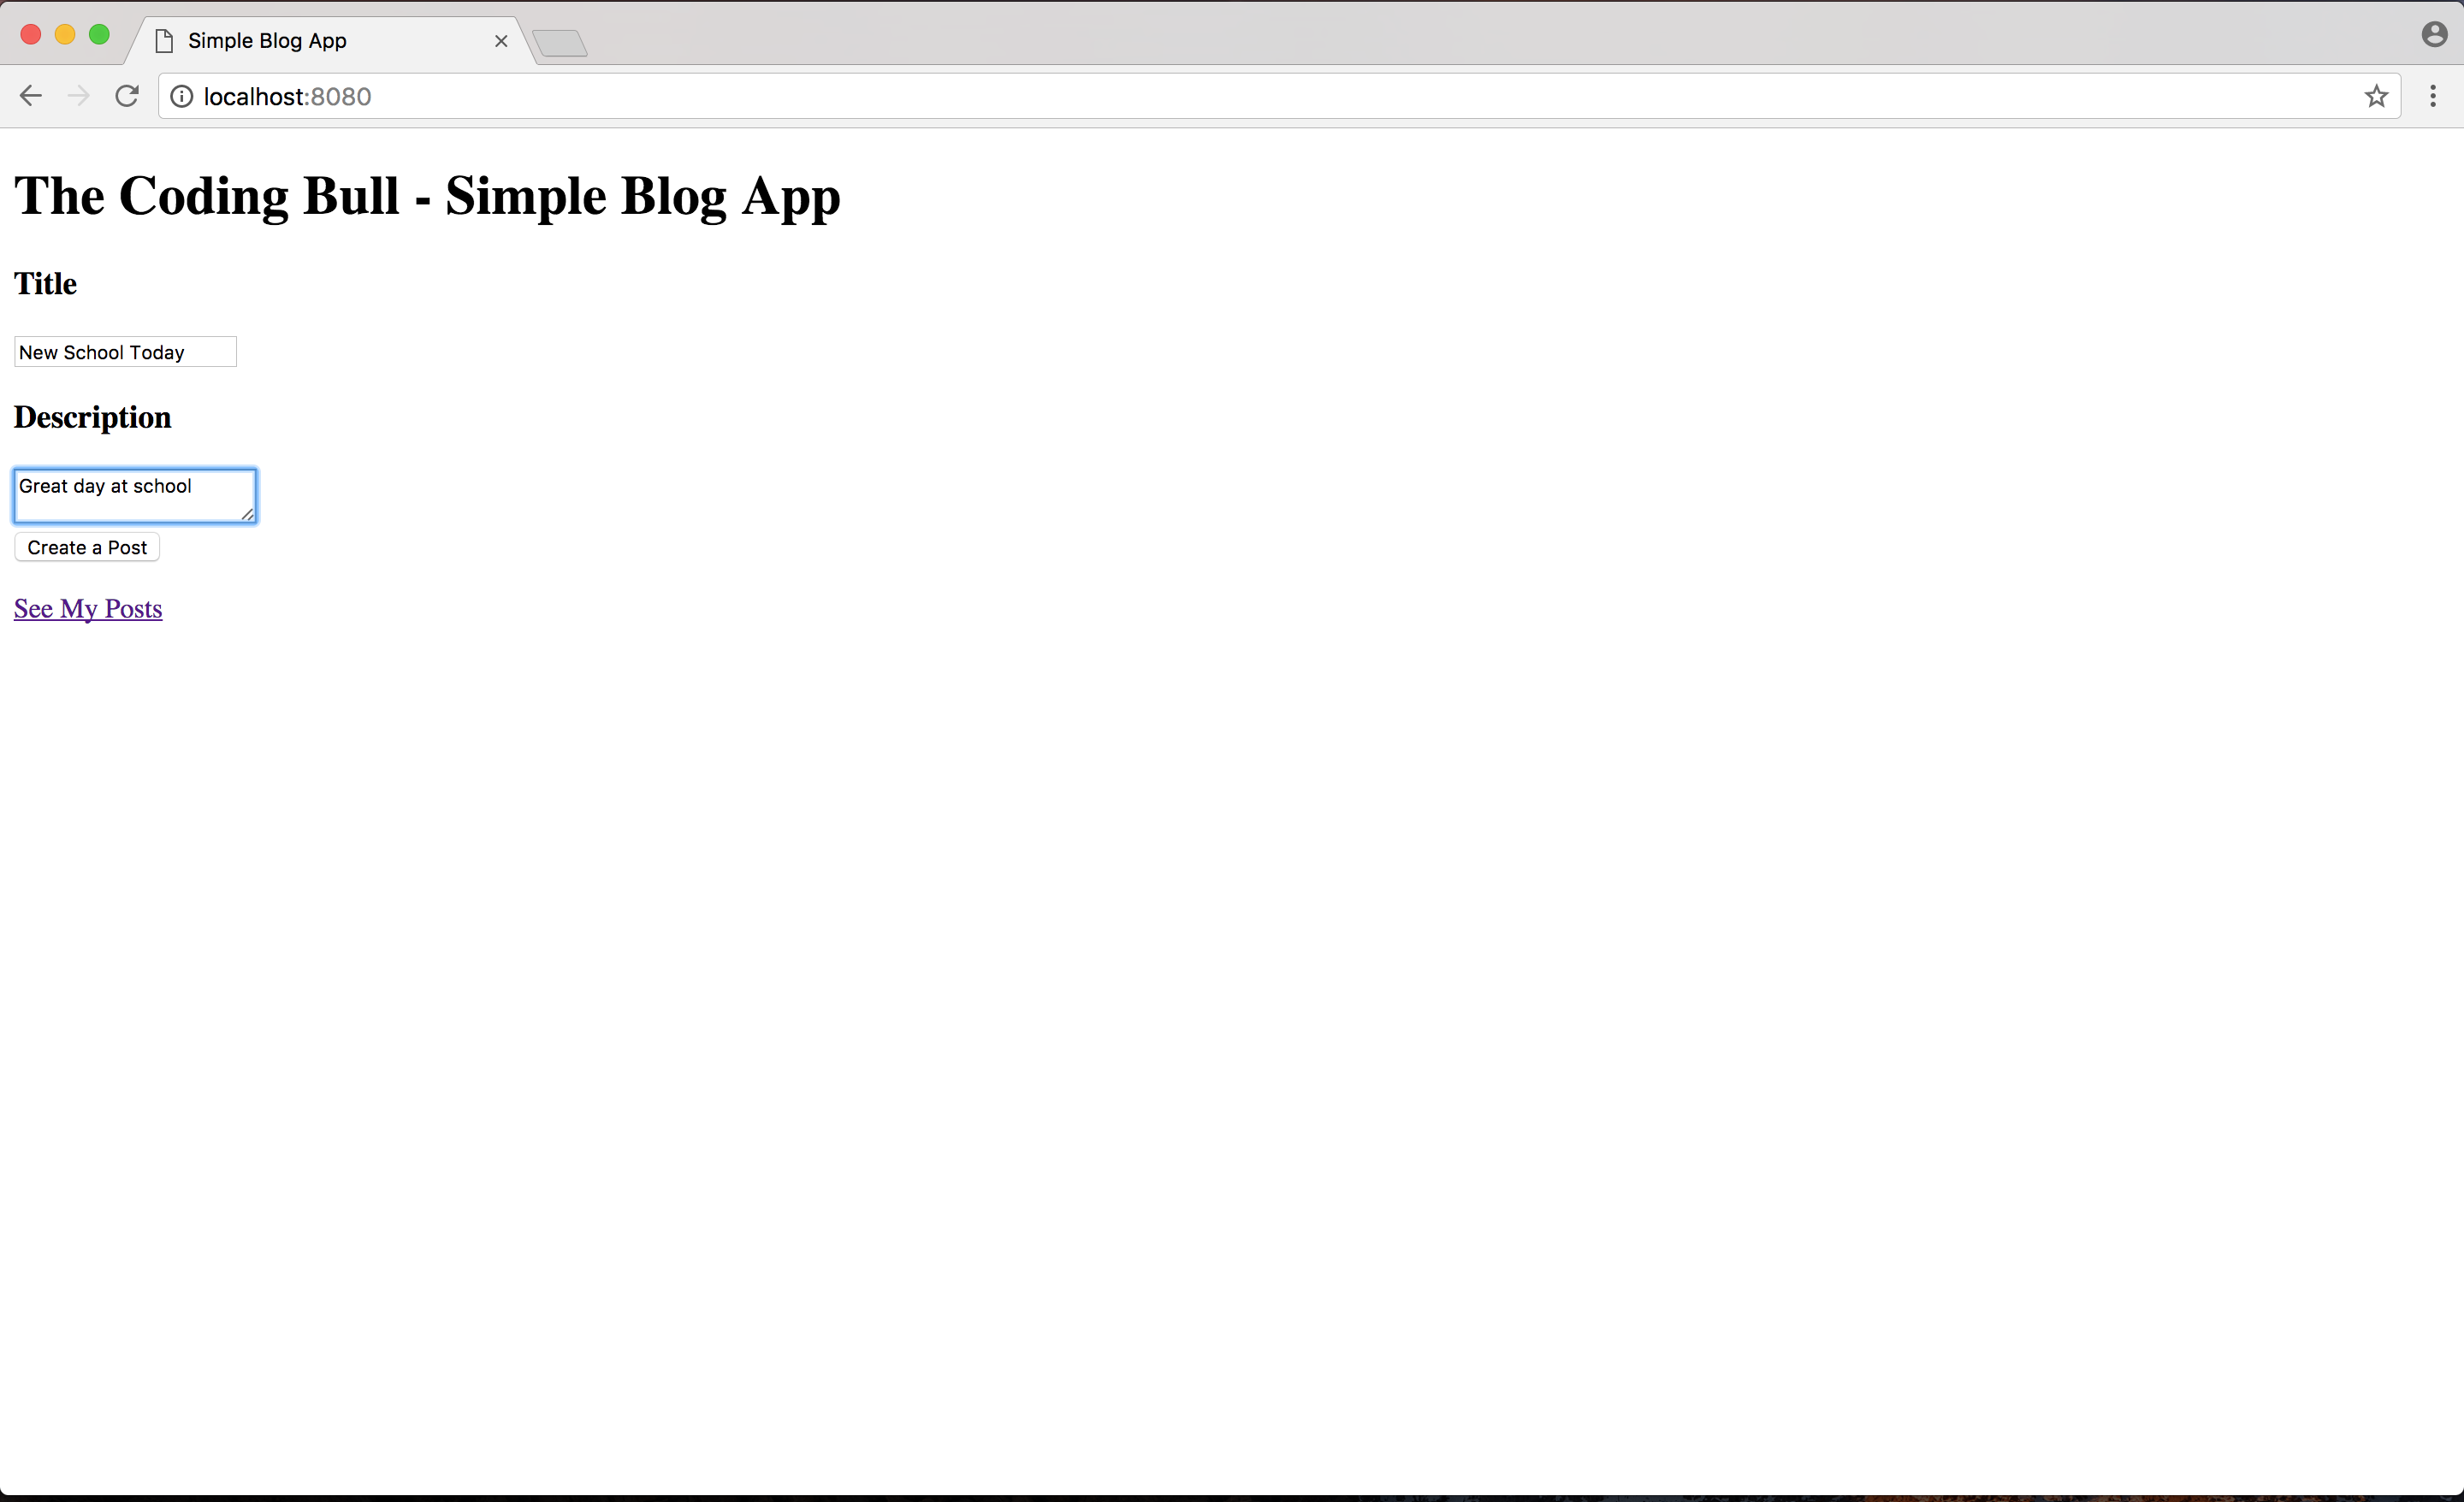 Simple Blog App
localhost:8080
The Coding Bull - Simple Blog App
Title
New School Today
Description
Great day at school
Create a Post
See My Posts